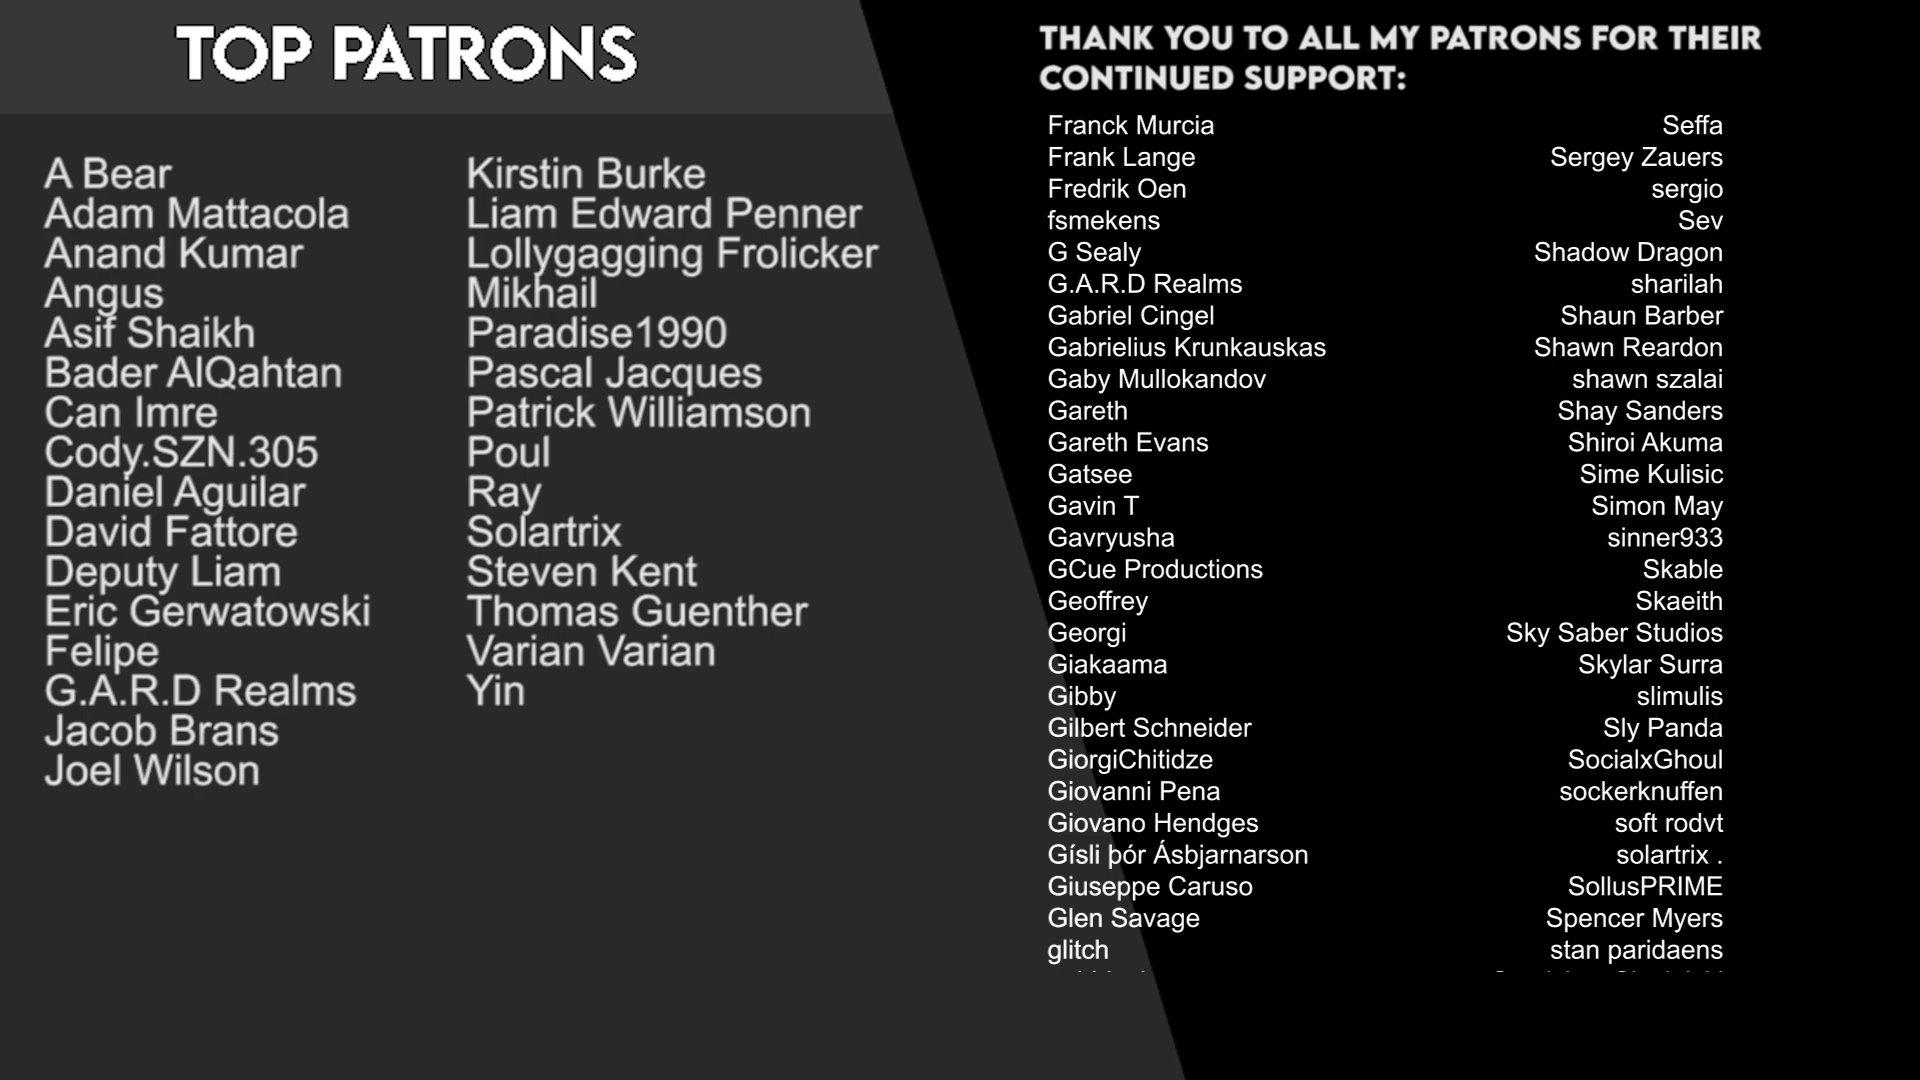 TOP PATRONS
A Bear
Adam Mattacola
Anand Kumar
Angus
Asif Shaikh
Bader AlQahtan
Can Imre
Cody.SZN.305
Daniel Aguilar
David Fattore
Deputy Liam
Eric Gerwatowski
Felipe
G.A.R.D Realms
Jacob Brans
Joel Wilson
Kirstin Burke
Liam Edward Penner
Lollygagging Frolicker
Mikhail
Paradise1990
Pascal Jacques
Patrick Williamson
Poul
Ray
Solartrix
Steven Kent
Thomas Guenther
Varian Varian
Yin
THANK YOU TO ALL MY PATRONS FOR THEIR
CONTINUED SUPPORT:
Franck Murcia
Frank Lange
Fredrik Oen
fsmekens
G Sealy
G.A.R.D Realms
Gabriel Cingel
Gabrielius Krunkauskas
Gaby Mullokandov
Gareth
Gareth Evans
Gatsee
Gavin T
Gavryusha
GCue Productions
Geoffrey
Georgi
Giakaama
Gibby
Gilbert Schneider
GiorgiChitidze
Giovanni Pena
Giovano Hendges
Gísli þór Ásbjarnarson
Giuseppe Caruso
Glen Savage
glitch
Seffa
Sergey Zauers
sergio
Sev
Shadow Dragon
sharilah
Shaun Barber
Shawn Reardon
shawn szalai
Shay Sanders
Shiroi Akuma
Sime Kulisic
Simon May
sinner933
Skable
Skaeith
Sky Saber Studios
Skylar Surra
slimulis
Sly Panda
SocialxGhoul
sockerknuffen
soft rodvt
solartrix .
SollusPRIME
Spencer Myers
stan paridaens